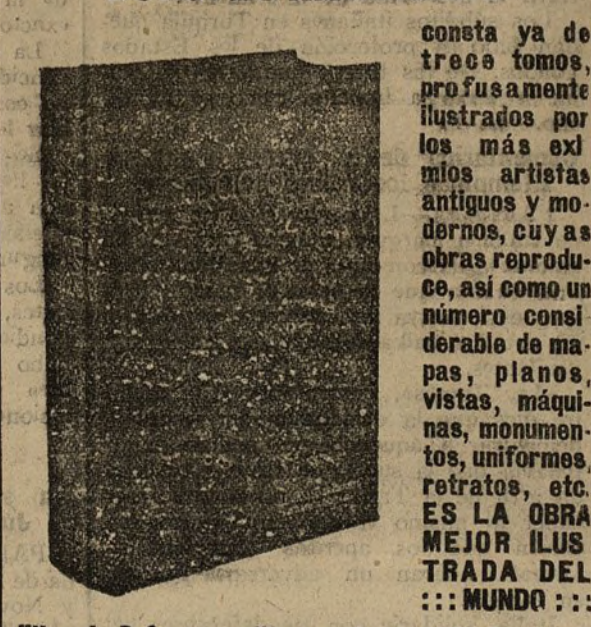 consta ya de
trece tomos,
profusamente
ilustrados por
los más exi
mios artistas
antiguos y mo-
dernos, cuyas
obras reprodu-
ce, así como un
número consi
derable de ma-
pas, planos,
vistas, máqui-
nas, monumen-
tos, uniformes,
retratos, etc.
ES LA OBRA
MEJOR ILUS
TRADA DEL
::: MUNDO :::